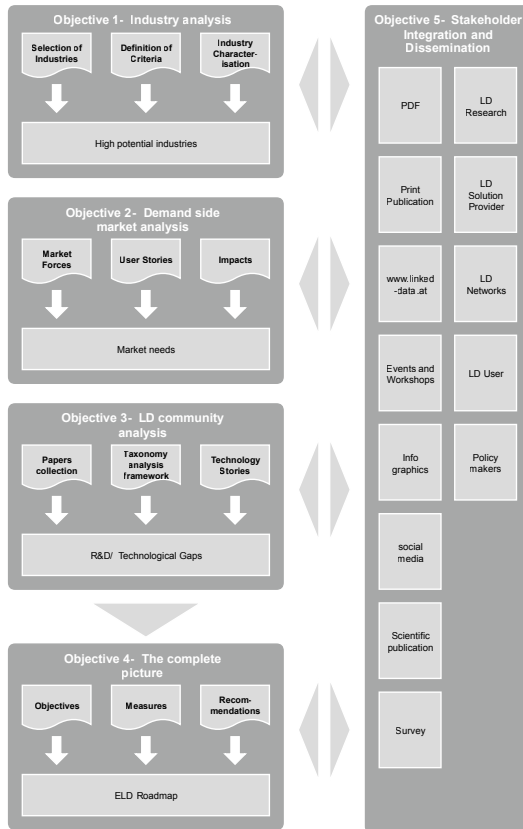 Objective 1- Industry analysis
Selection of
Industries
Definition of
Criteria
Industry
Character-
isation
High potential industries
Objective 2- Demand side
market analysis
Market
Forces
User Stories
Impacts
Market needs
Objective 3- LD community
analysis
Papers
collection
Taxonomy
analysis
framework
Technology
Stories
R&D/ Technological Gaps
Objective 4- The complete
picture
Objectives
Measures
Recom-
mendations
ELD Roadmap
Objective 5- Stakeholder
Integration and
Dissemination
PDF
LD
Research
Print
Publication
LD
Solution
Provider
www.linked
-data.at
LD
Networks
Events and
Workshops
LD User
Info
graphics
Policy
makers
social
media
Scientific
publication
Survey